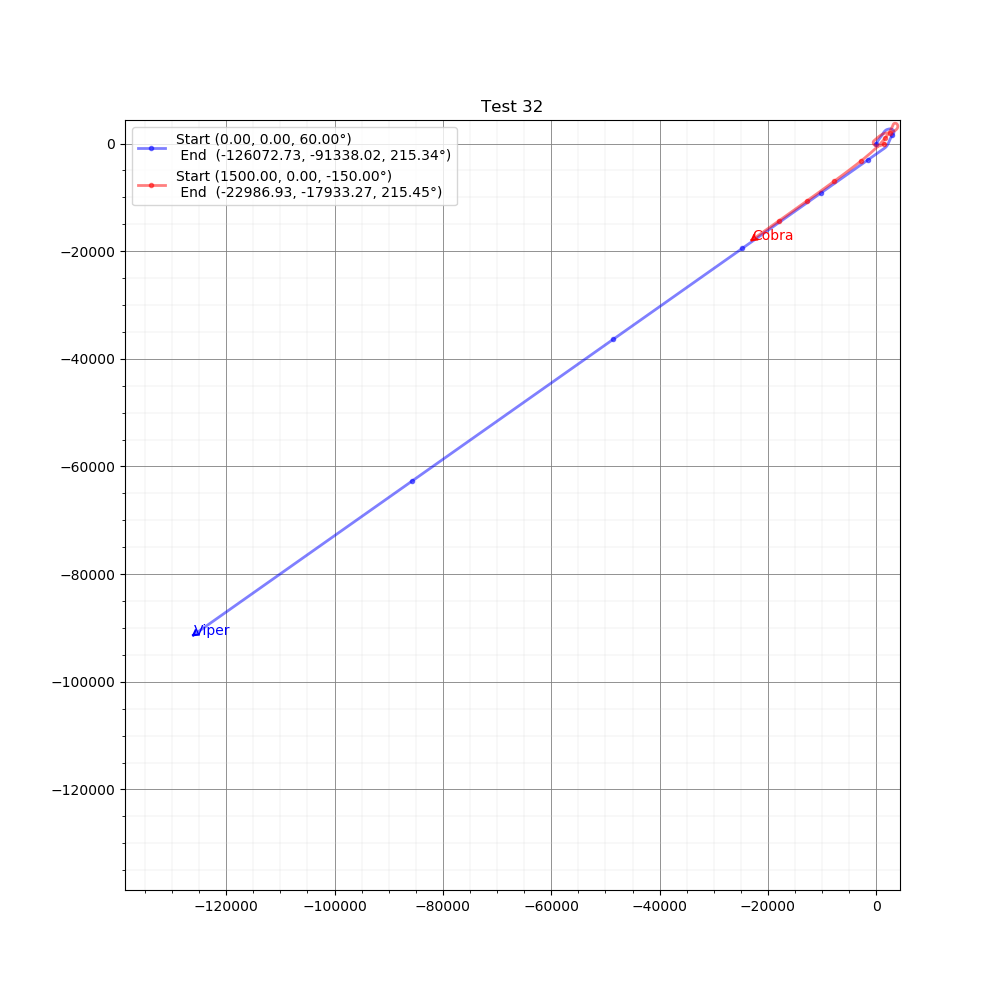 Test 32
Start (0.00, 0.00, 60.00°)
End  (-126072.73, -91338.02, 215.34°)
Start (1500.00, 0.00, -150.00°)
End  (-22986.93, -17933.27, 215.45°)
0
−20000
−40000
−60000
−80000
−100000
−120000
Cobra
Viper
−120000 −100000 −80000 −60000 −40000 −20000 0